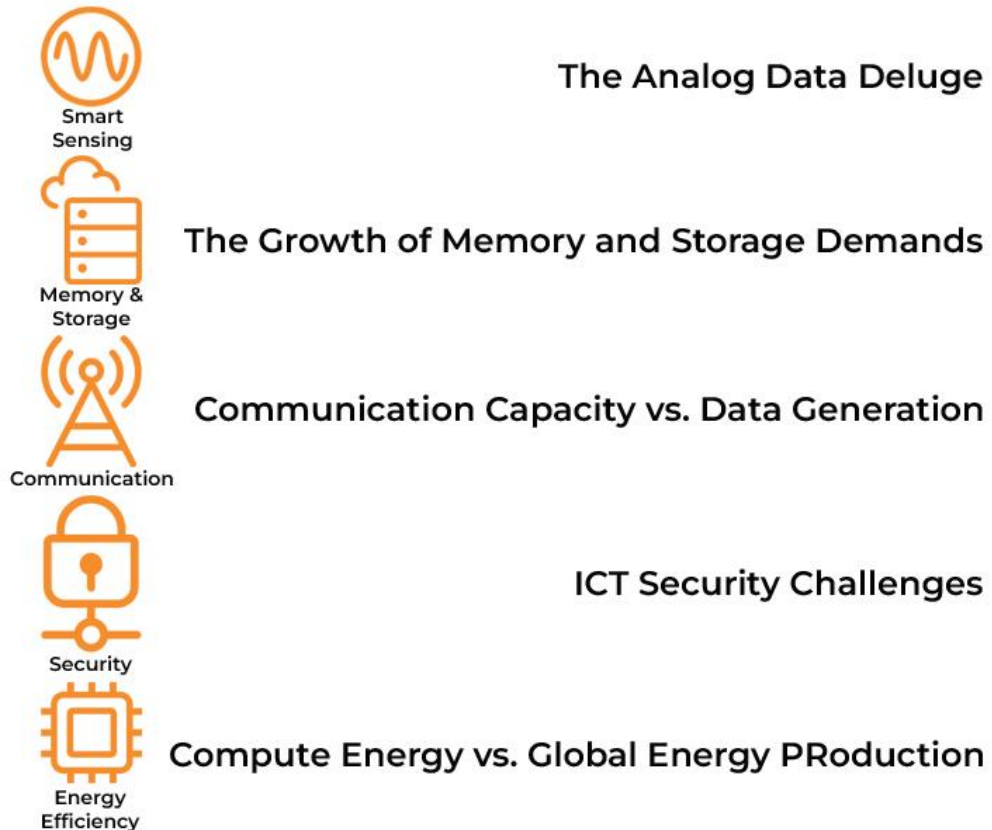 The Analog Data Deluge
Smart
Sensing
The Growth of Memory and Storage Demands
Memory &
Storage
Communication Capacity vs. Data Generation
Communication
ICT Security Challenges
Security
Compute Energy vs. Global Energy PRoduction
Energy
Efficiency